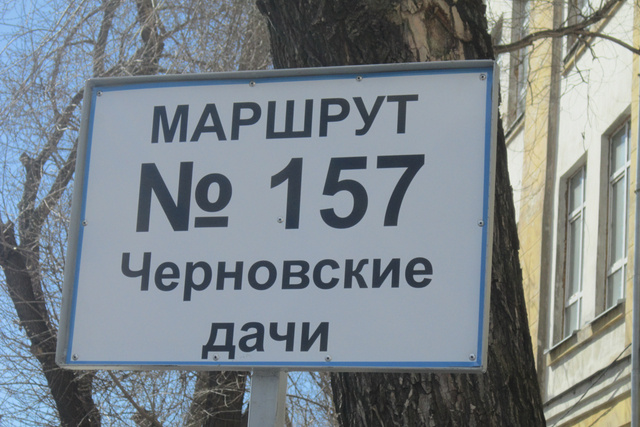 МАРШРУТ
№ 157
Черновские
дачи